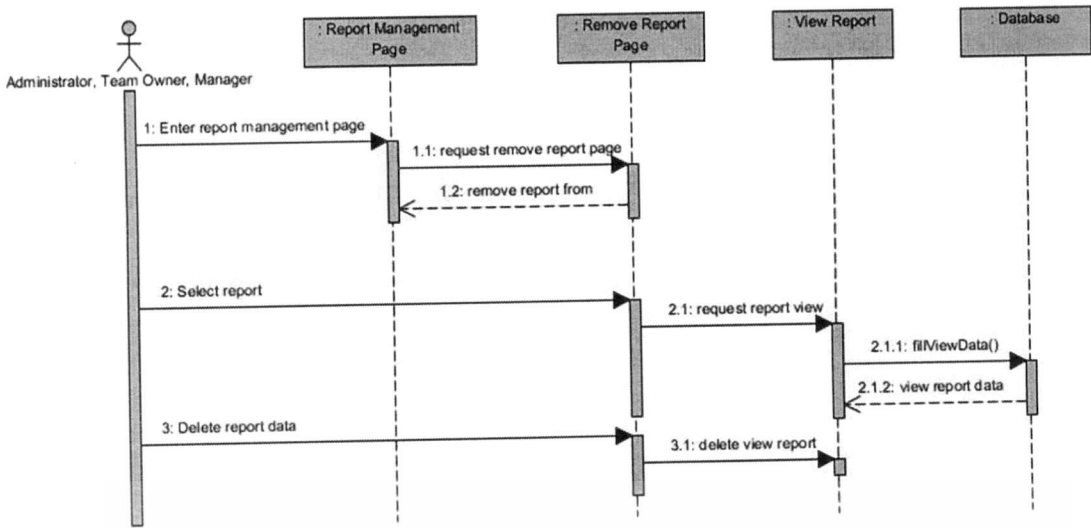 : Report Management
Page
: Remove Report
Page
: View Report
: Database
Administrator, Team Owner, Manager
1: Enter report management page
1.1: request remove report page
1.2: remove report from
2: Select report
2.1: request report view
2.1.1: fillViewData()
2.1.2: view report data
3: Delete report data
3.1: delete view report